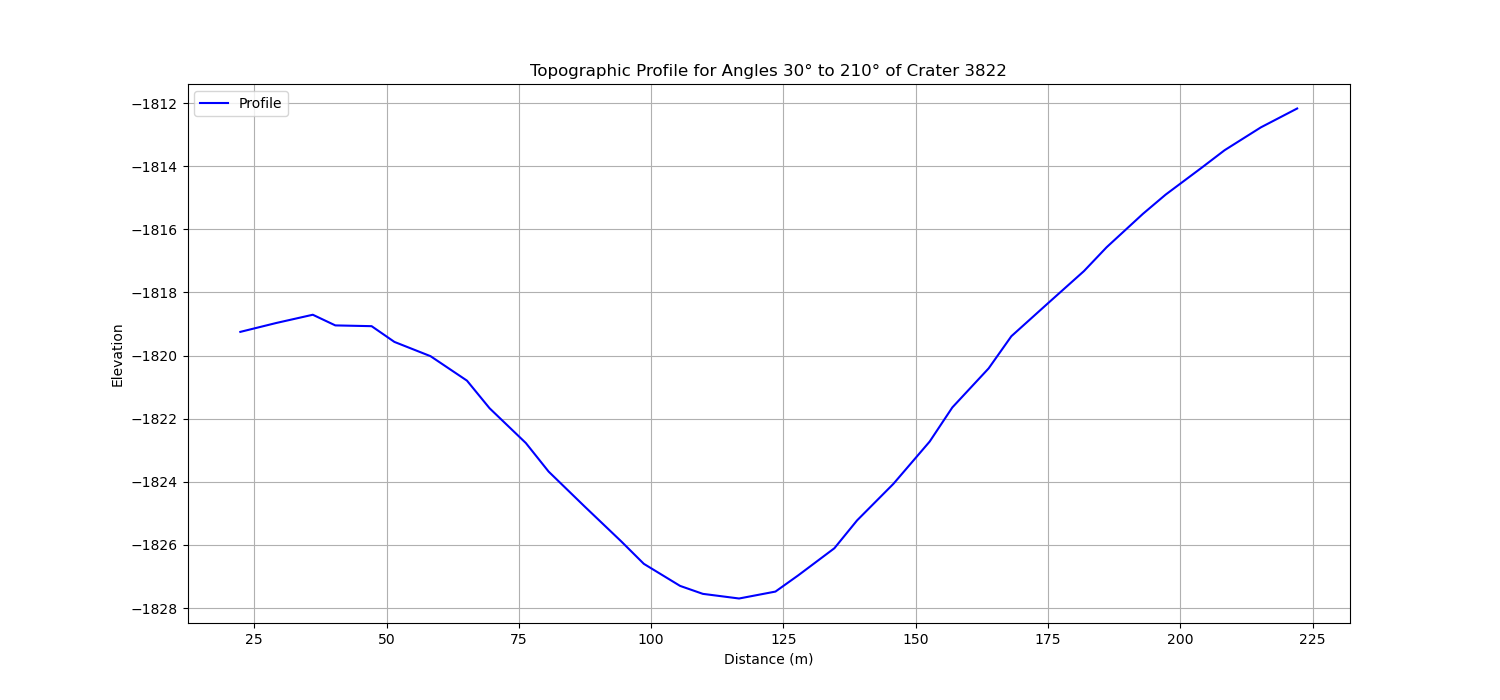 Topographic Profile for Angles 30° to 210° of Crater 3822
Profile
−1812
−1814
−1816
−1818
−1820
−1822
−1824
−1826
−1828
Elevation
25 50 75 100 125 150 175 200 225
Distance (m)